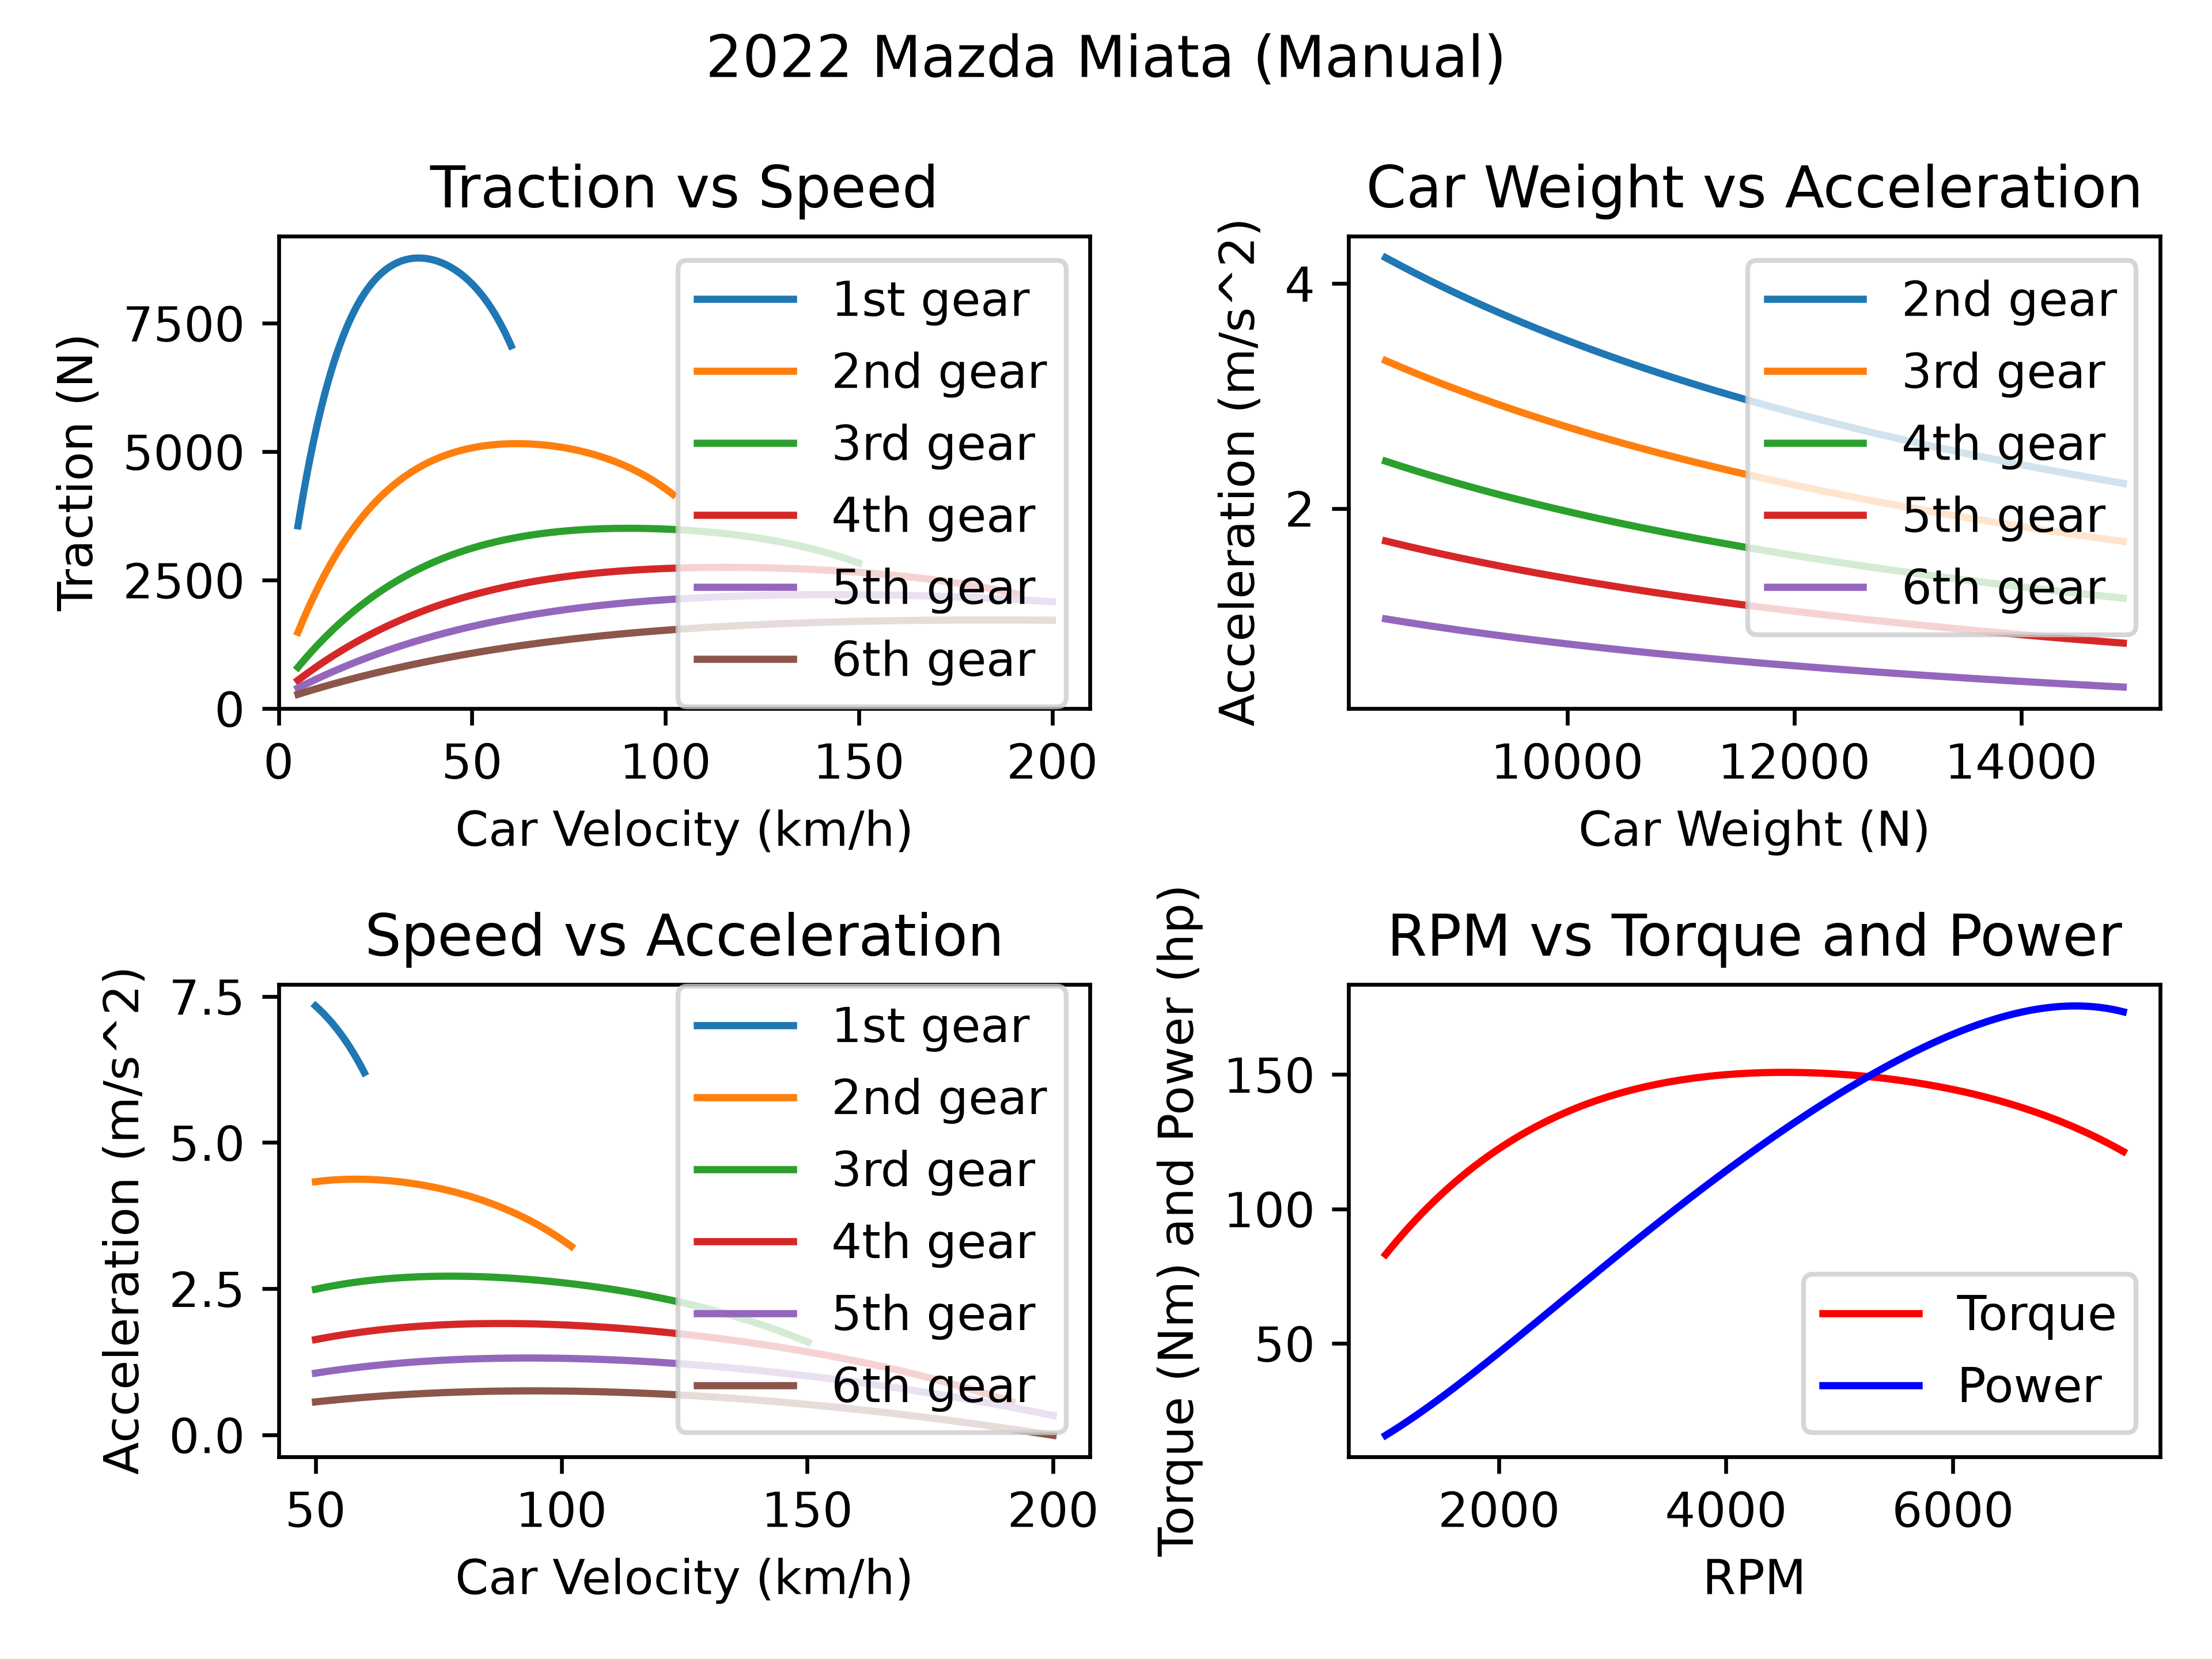 2022 Mazda Miata (Manual)
Traction vs Speed
Traction (N)
7500
5000
2500
0
0 50 100 150 200
Car Velocity (km/h)
1st gear
2nd gear
3rd gear
4th gear
5th gear
6th gear
Car Weight vs Acceleration
Acceleration (m/s^2)
4
2
10000 12000 14000
Car Weight (N)
2nd gear
3rd gear
4th gear
5th gear
6th gear
Speed vs Acceleration
Acceleration (m/s^2)
7.5
5.0
2.5
0.0
50 100 150 200
Car Velocity (km/h)
1st gear
2nd gear
3rd gear
4th gear
5th gear
6th gear
RPM vs Torque and Power
Torque (Nm) and Power (hp)
150
100
50
2000 4000 6000
RPM
Torque
Power